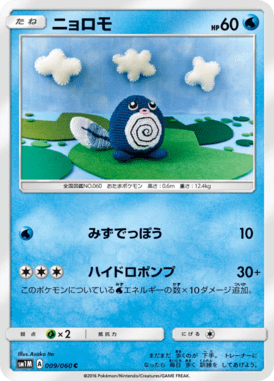 たね ニョロモ HP60
全国図鑑NO.060 おたまポケモン 高さ:0.6m 重さ:12.4kg
みずでっぽう 10
ハイドロポンプ 30+
このポケモンについている エネルギーの数×10ダメージ追加。
弱点 ×2 抵抗力 にげる
Illus. Asako Ito
SM1M A 009/060 C
まだまだ 歩くのが 下手。トレーナーに
なったら 毎日 歩く 訓練を させてあげよう。
©2016 Pokémon/Nintendo/Creatures/GAME FREAK.